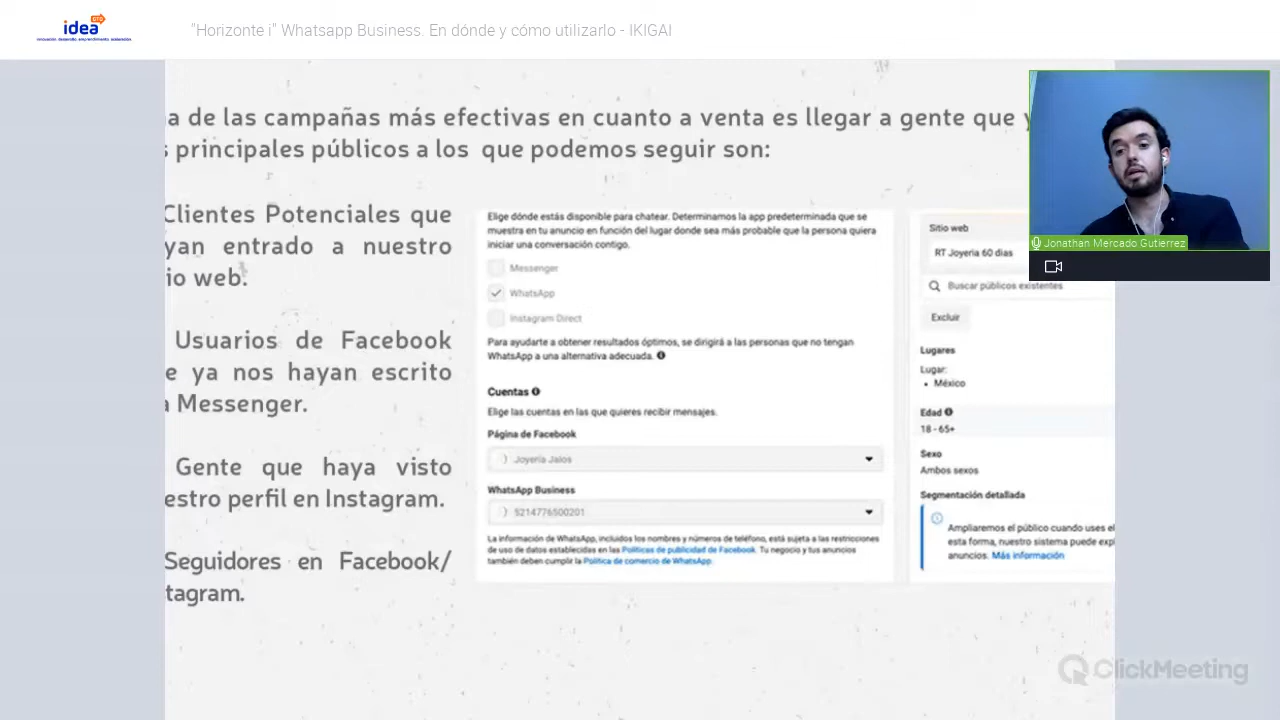 idea
GTO
"Horizonte i" Whatsapp Business. En dónde y cómo utilizarlo - IKIGAI
a de las campañas más efectivas en cuanto a venta es llegar a gente que y
s principales públicos a los que podemos seguir son:
Clientes Potenciales que
yan entrado a nuestro
io web.
Usuarios de Facebook
e ya nos hayan escrito
a Messenger.
Gente que haya visto
estro perfil en Instagram.
Seguidores en Facebook/
tagram.
Elige dónde estás disponible para chatear. Determinamos la app predeterminada que se
muestra en tu anuncio en función del lugar donde sea más probable que la persona quiera
iniciar una conversación contigo.
Messenger
WhatsApp
Instagram Direct
Para ayudarte a obtener resultados óptimos, se dirigirá a las personas que no tengan
WhatsApp a una alternativa adecuada.
Cuentas
Elige las cuentas en las que quieres recibir mensajes.
Página de Facebook
Joyería Jalos
WhatsApp Business
5214776500201
La información de WhatsApp, incluidos los nombres y números de teléfono, está sujeta a las restricciones
de uso de datos establecidas en las Políticas de publicidad de Facebook. Tu negocio y tus anuncios
también deben cumplir la Política de comercio de WhatsApp.
Sitio web
RT Joyeria 60 dias
Buscar públicos existentes
Excluir
Lugares
Lugar:
• México
Edad
18 - 65+
Sexo
Ambos sexos
Segmentación detallada
Ampliaremos el público cuando uses el
esta forma, nuestro sistema puede exp
anuncios. Más información
Jonathan Mercado Gutierrez
ClickMeeting